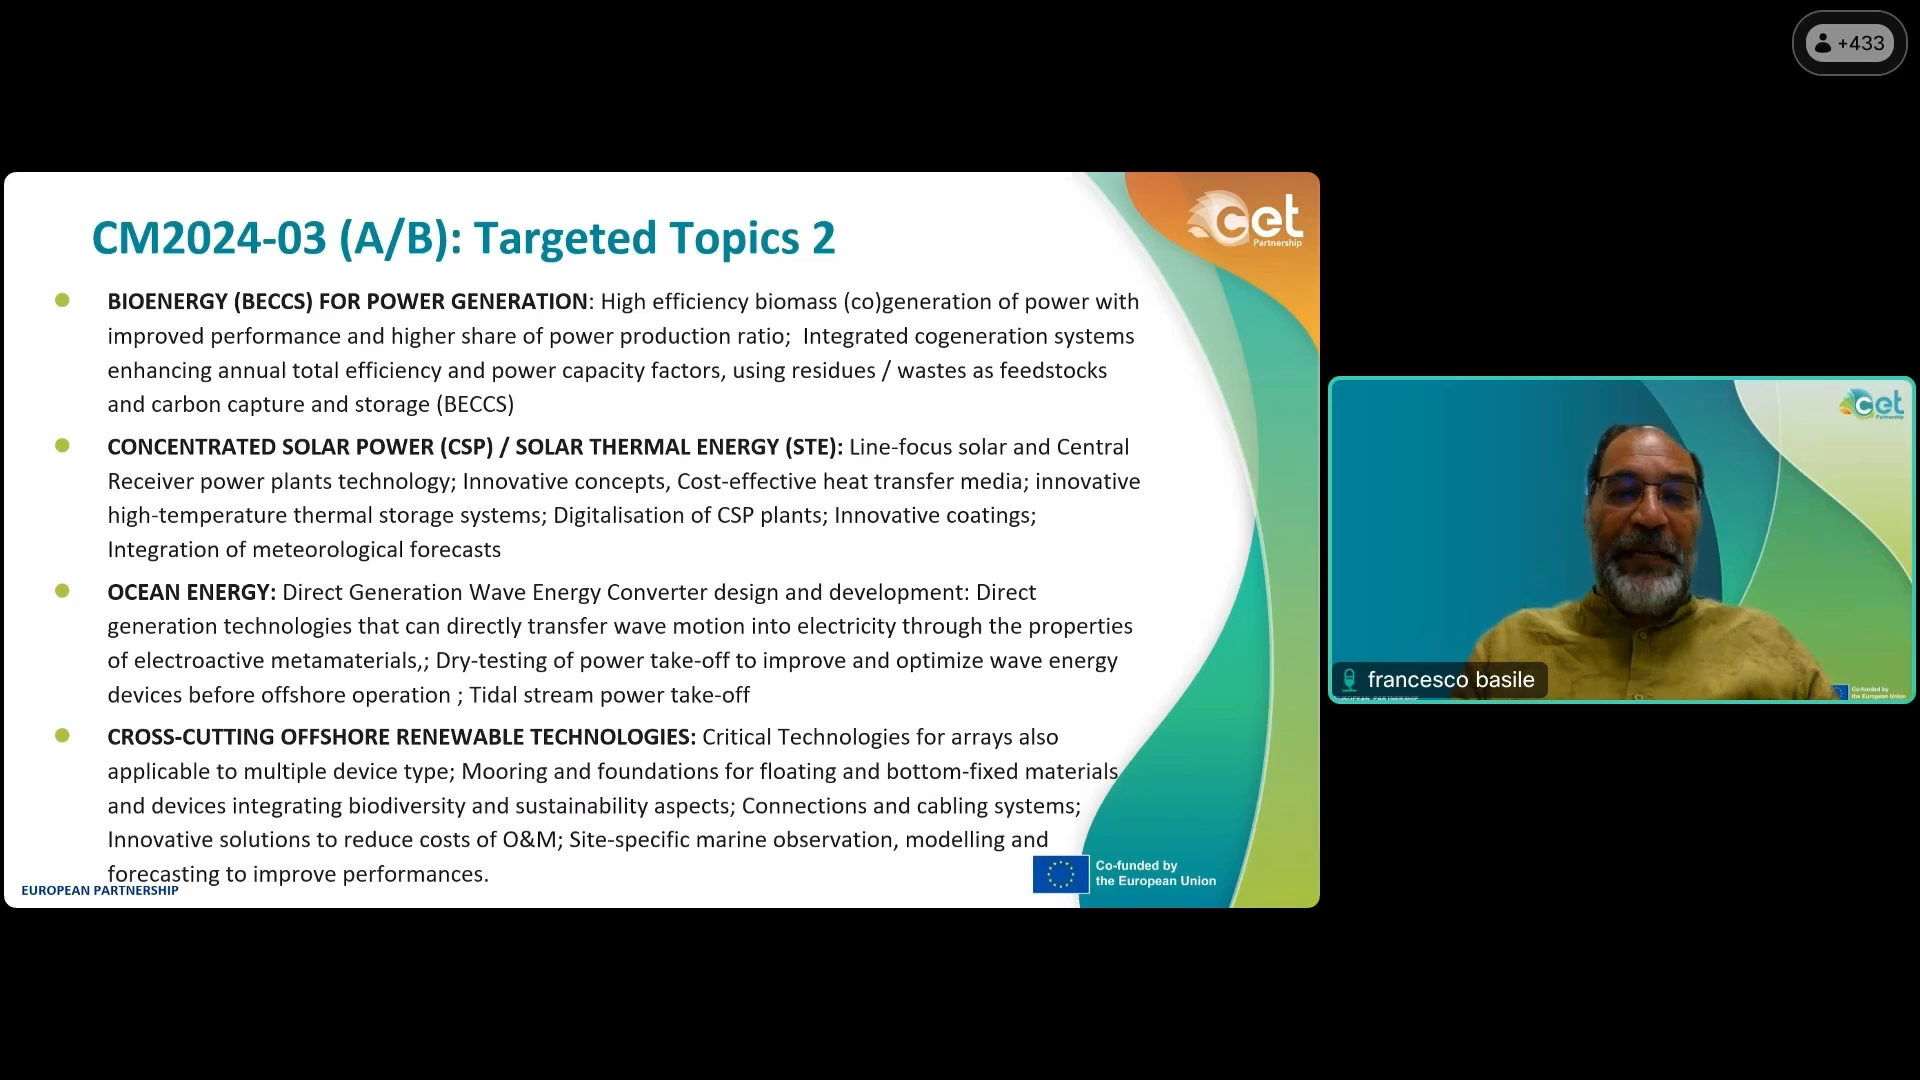 +433
cet
Partnership
CM2024-03 (A/B): Targeted Topics 2
BIOENERGY (BECCS) FOR POWER GENERATION: High efficiency biomass (co)generation of power with
improved performance and higher share of power production ratio;  Integrated cogeneration systems
enhancing annual total efficiency and power capacity factors, using residues / wastes as feedstocks
and carbon capture and storage (BECCS)
CONCENTRATED SOLAR POWER (CSP) / SOLAR THERMAL ENERGY (STE): Line-focus solar and Central
Receiver power plants technology; Innovative concepts, Cost-effective heat transfer media; innovative
high-temperature thermal storage systems; Digitalisation of CSP plants; Innovative coatings;
Integration of meteorological forecasts
OCEAN ENERGY: Direct Generation Wave Energy Converter design and development: Direct
generation technologies that can directly transfer wave motion into electricity through the properties
of electroactive metamaterials,; Dry-testing of power take-off to improve and optimize wave energy
devices before offshore operation ; Tidal stream power take-off
CROSS-CUTTING OFFSHORE RENEWABLE TECHNOLOGIES: Critical Technologies for arrays also
applicable to multiple device type; Mooring and foundations for floating and bottom-fixed materials
and devices integrating biodiversity and sustainability aspects; Connections and cabling systems;
Innovative solutions to reduce costs of O&M; Site-specific marine observation, modelling and
forecasting to improve performances.
EUROPEAN PARTNERSHIP
Co-funded by
the European Union
cet
Partnership
francesco basile
EUROPEAN PARTNERSHIP
Co-funded by
the European Union